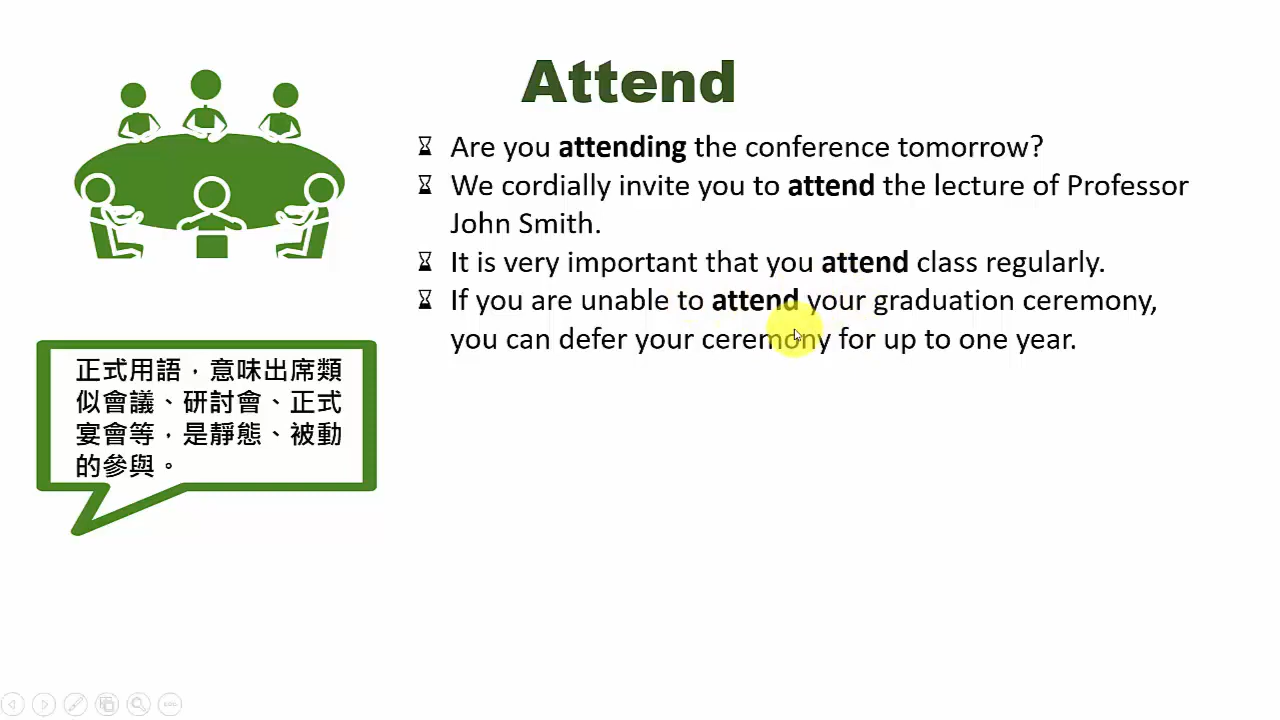 Attend
Are you attending the conference tomorrow?
We cordially invite you to attend the lecture of Professor
John Smith.
It is very important that you attend class regularly.
If you are unable to attend your graduation ceremony,
you can defer your ceremony for up to one year.
正式用語，意味出席類
似會議、研討會、正式
宴會等，是靜態、被動
的參與。